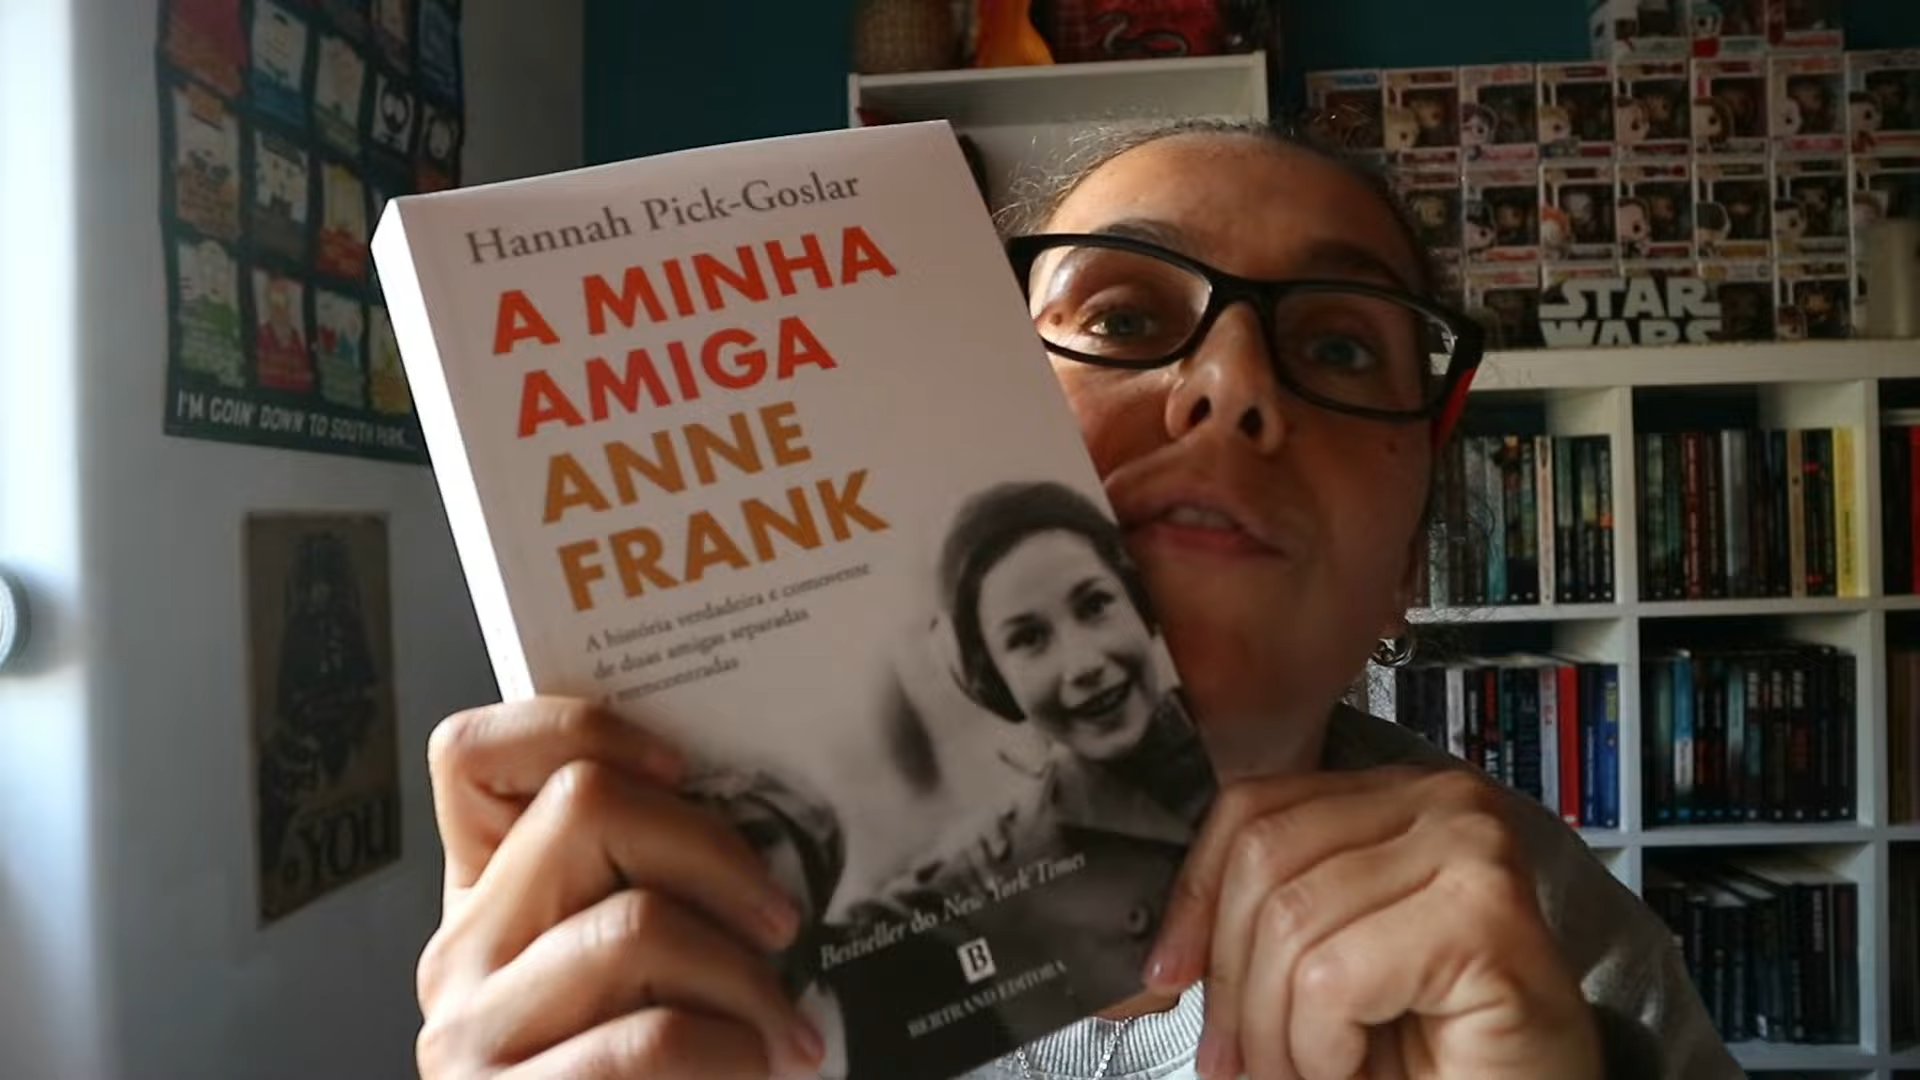 Hannah Pick-Goslar
A MINHA
AMIGA
ANNE
FRANK
A história verdadeira e comovente
de duas amigas separadas
e reencontradas
Bestseller do New York Times
B
BERTRAND EDITORA
I'M GOIN' DOWN TO SOUTH PARK...
YOU
STAR
WARS